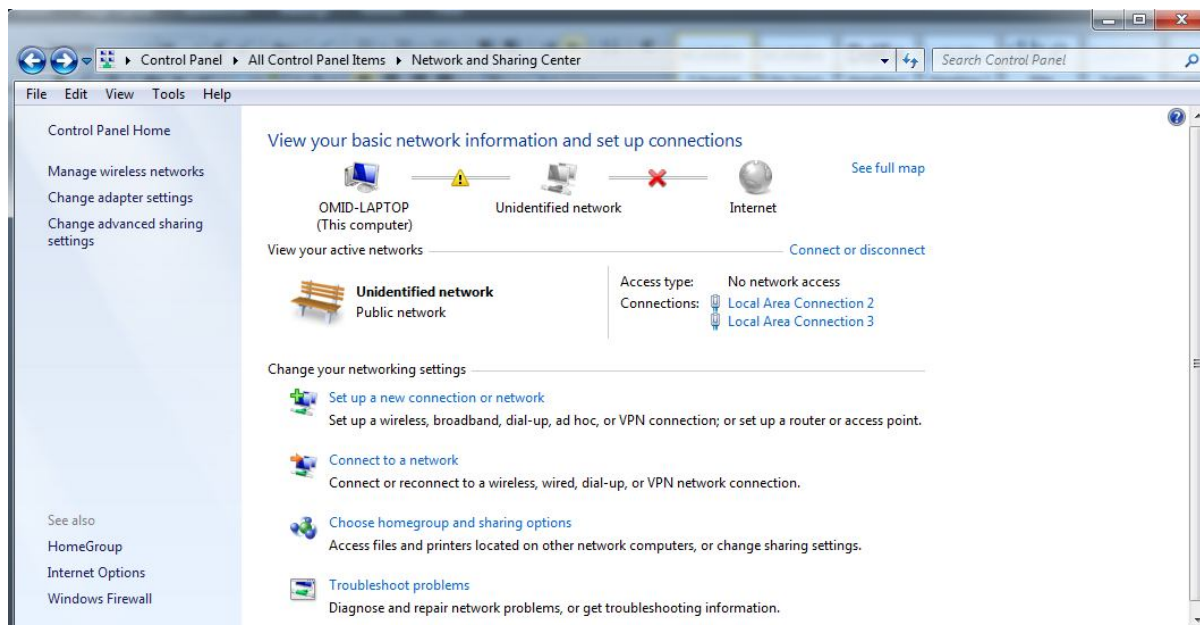 Control Panel ▸ All Control Panel Items ▸ Network and Sharing Center
Search Control Panel
File Edit View Tools Help
Control Panel Home
Manage wireless networks
Change adapter settings
Change advanced sharing
settings
See also
HomeGroup
Internet Options
Windows Firewall
View your basic network information and set up connections
See full map
OMID-LAPTOP
(This computer)
Unidentified network
Internet
View your active networks
Connect or disconnect
Unidentified network
Public network
Access type: No network access
Connections: Local Area Connection 2
Local Area Connection 3
Change your networking settings
Set up a new connection or network
Set up a wireless, broadband, dial-up, ad hoc, or VPN connection; or set up a router or access point.
Connect to a network
Connect or reconnect to a wireless, wired, dial-up, or VPN network connection.
Choose homegroup and sharing options
Access files and printers located on other network computers, or change sharing settings.
Troubleshoot problems
Diagnose and repair network problems, or get troubleshooting information.